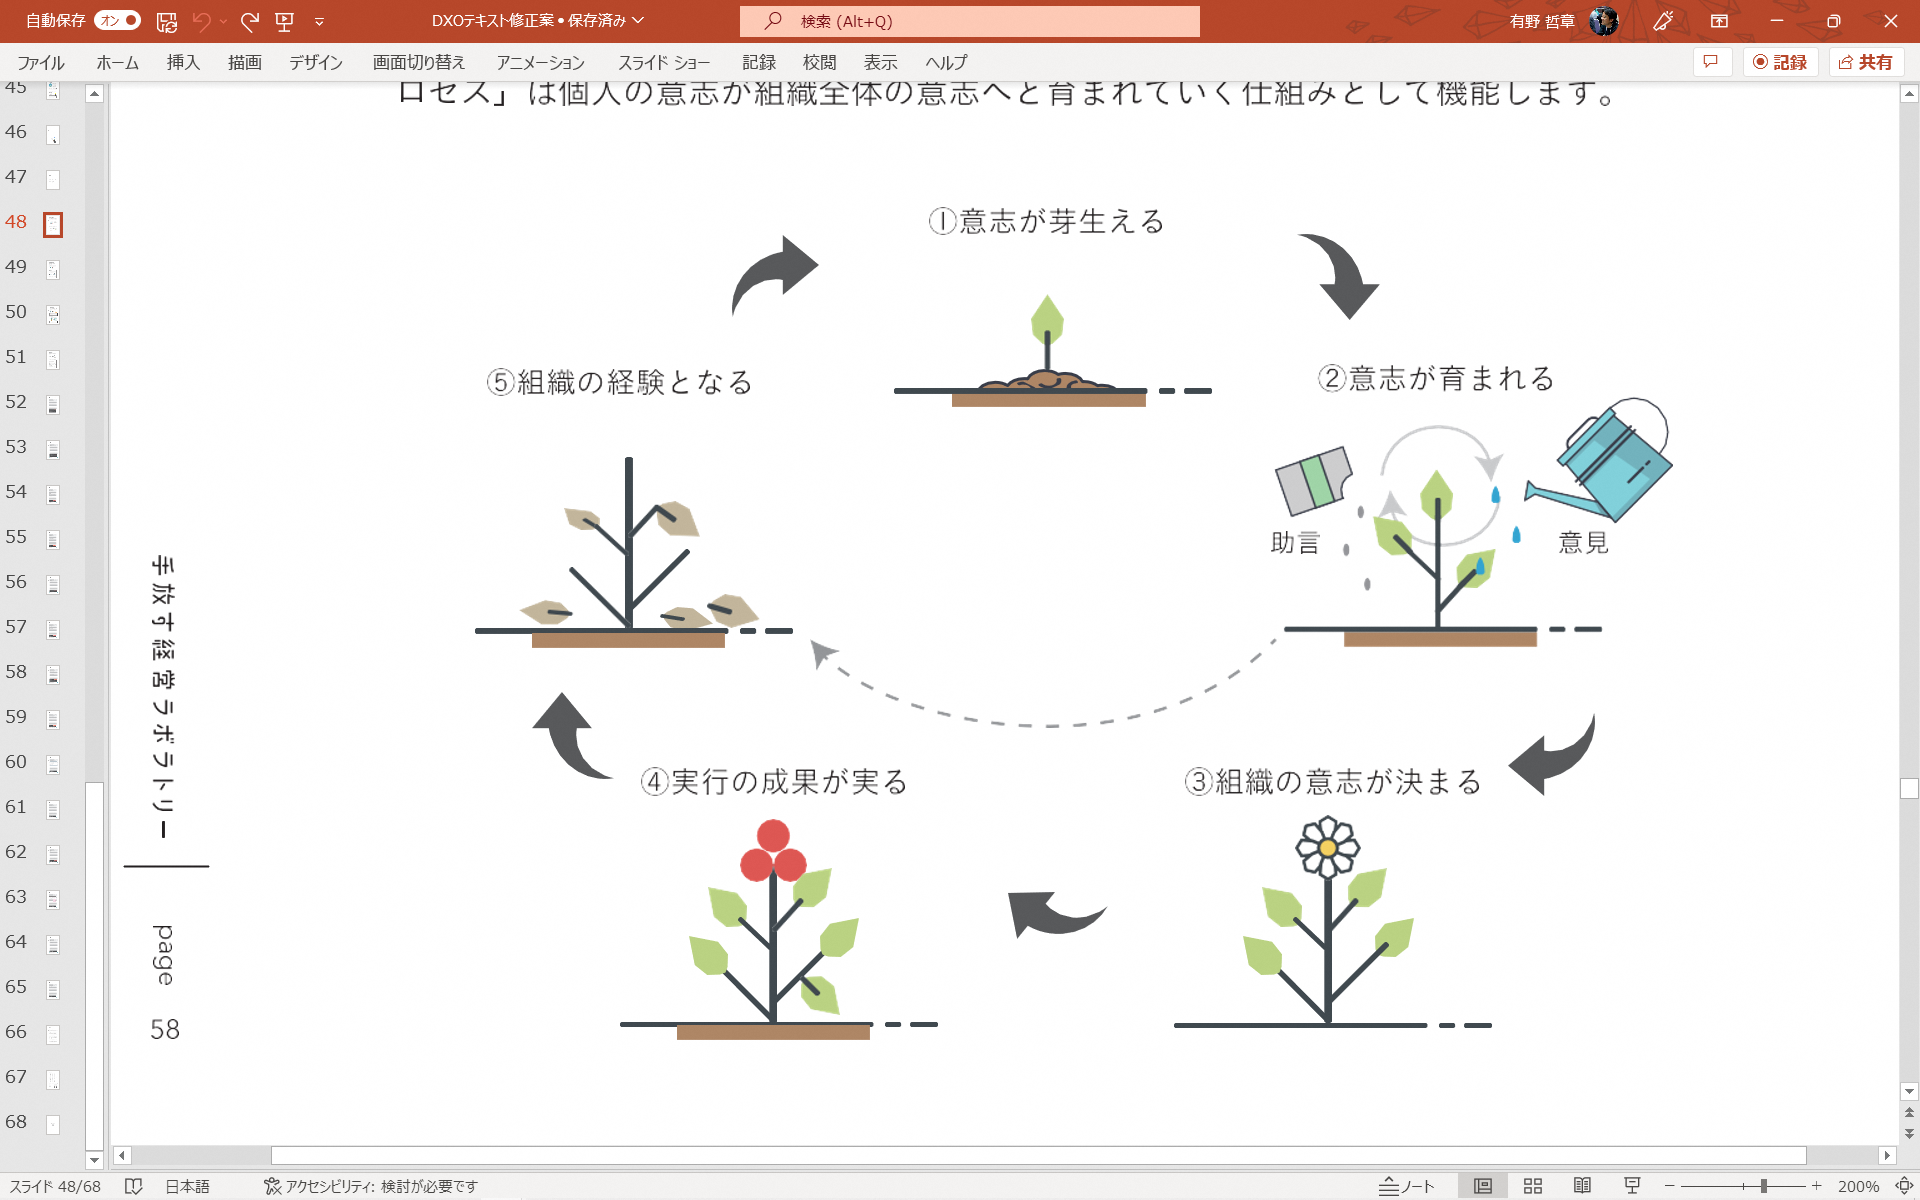 自動保存 オン
DXOテキスト修正案 • 保存済み
検索 (Alt+Q)
有野 哲章
ファイル ホーム 挿入 描画 デザイン 画面切り替え アニメーション スライド ショー 記録 校閲 表示 ヘルプ
記録 共有
45
46
47
48
49
50
51
52
53
54
55
56
57
58
59
60
61
62
63
64
65
66
67
68
ロセス」は個人の意志が組織全体の意志へと育まれていく仕組みとして機能します。
①意志が芽生える
②意志が育まれる
助言
意見
③組織の意志が決まる
④実行の成果が実る
⑤組織の経験となる
手放す経営ラボラトリー
page
58
スライド 48/68 日本語 アクセシビリティ: 検討が必要です
ノート
200%